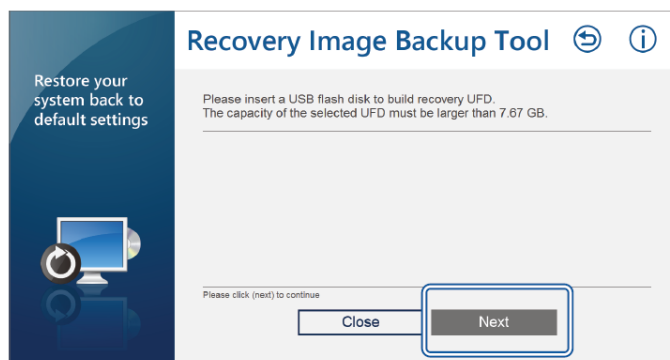 Recovery Image Backup Tool
Restore your
system back to
default settings
Please insert a USB flash disk to build recovery UFD.
The capacity of the selected UFD must be larger than 7.67 GB.
Please click (next) to continue
Close
Next